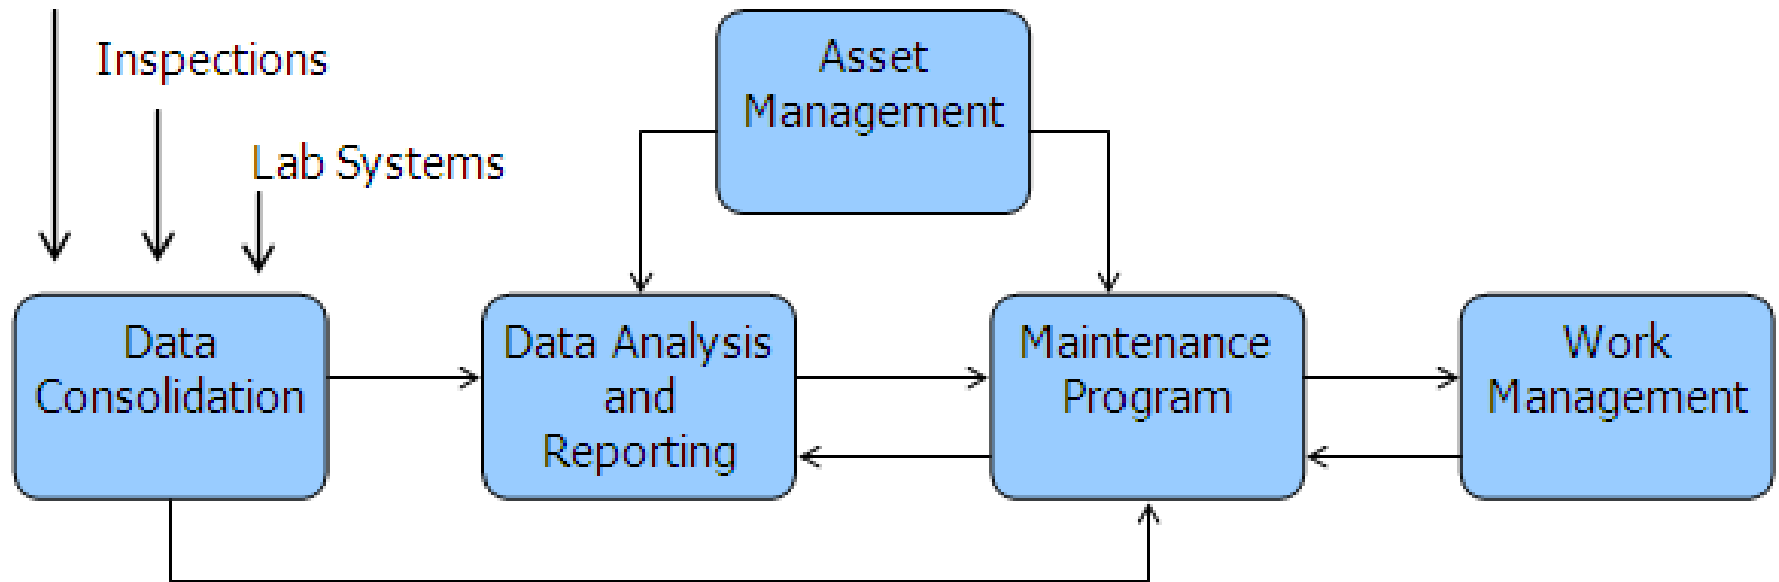 Inspections
Lab Systems
Asset
Management
Data
Consolidation
Data Analysis
and
Reporting
Maintenance
Program
Work
Management